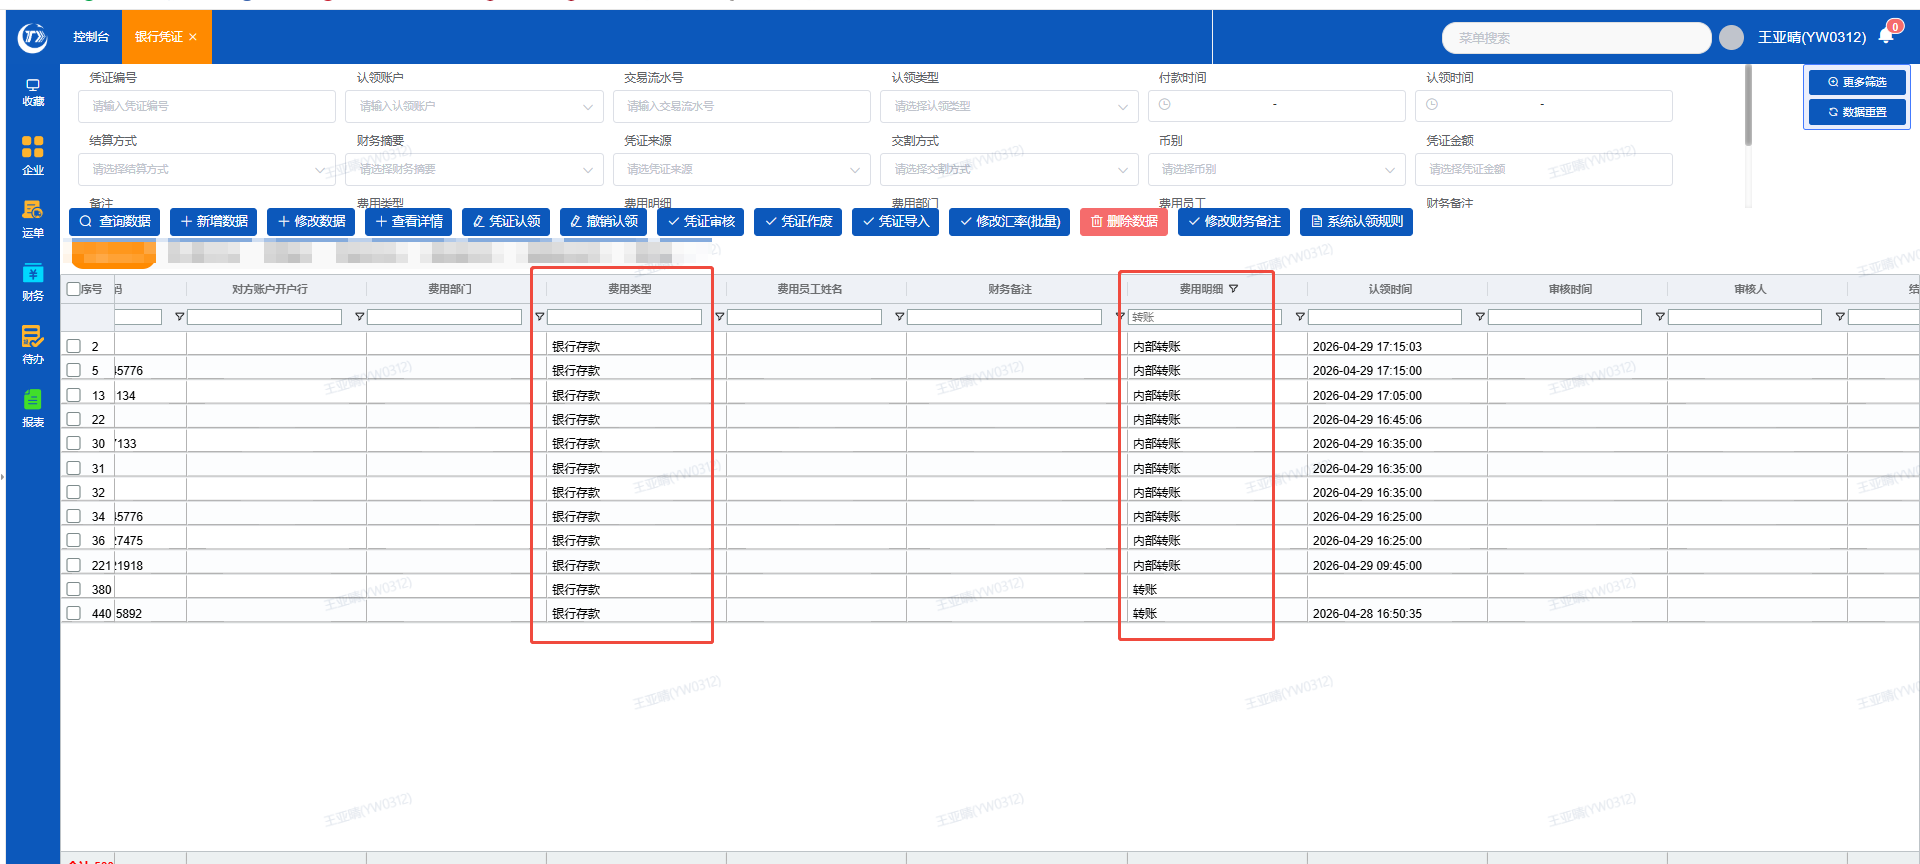 控制台 银行凭证 × 菜单搜索 王亚晴(YW0312) 0
收藏
企业
运单
财务
待办
报表
凭证编号 认领账户 交易流水号 认领类型 付款时间 认领时间
请输入凭证编号 请输入认领账户 请输入交易流水号 请选择认领类型 - -
更多筛选
数据重置
结算方式 财务摘要 凭证来源 交割方式 币别 凭证金额
请选择结算方式 请选择财务摘要 请选凭证来源 请选择交割方式 请选择币别 请选择凭证金额
备注 费用类型 费用明细 费用部门 费用员工 财务备注
查询数据 新增数据 修改数据 查看详情 凭证认领 撤销认领 凭证审核 凭证作废 凭证导入 修改汇率(批量) 删除数据 修改财务备注 系统认领规则
序号 对方账户开户行 费用部门 费用类型 费用员工姓名 财务备注 费用明细 认领时间 审核时间 审核人 结
转账
2 银行存款 内部转账 2026-04-29 17:15:03
5 45776 银行存款 内部转账 2026-04-29 17:15:00
13 134 银行存款 内部转账 2026-04-29 17:05:00
22 银行存款 内部转账 2026-04-29 16:45:06
30 7133 银行存款 内部转账 2026-04-29 16:35:00
31 银行存款 内部转账 2026-04-29 16:35:00
32 银行存款 内部转账 2026-04-29 16:35:00
34 45776 银行存款 内部转账 2026-04-29 16:25:00
36 27475 银行存款 内部转账 2026-04-29 16:25:00
221 21918 银行存款 内部转账 2026-04-29 09:45:00
380 银行存款 转账
440 5892 银行存款 转账 2026-04-28 16:50:35
王亚晴(YW0312)